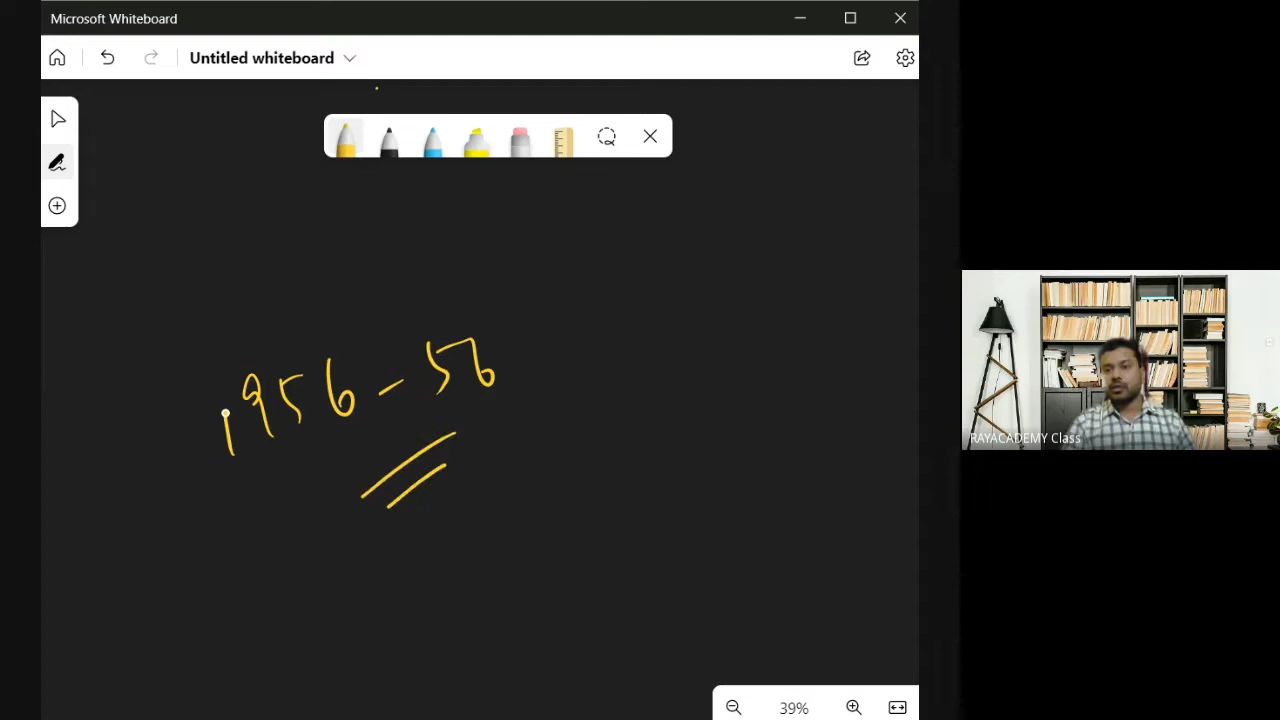 Microsoft Whiteboard
Untitled whiteboard
1956-56
RAYACADEMY Class
39%